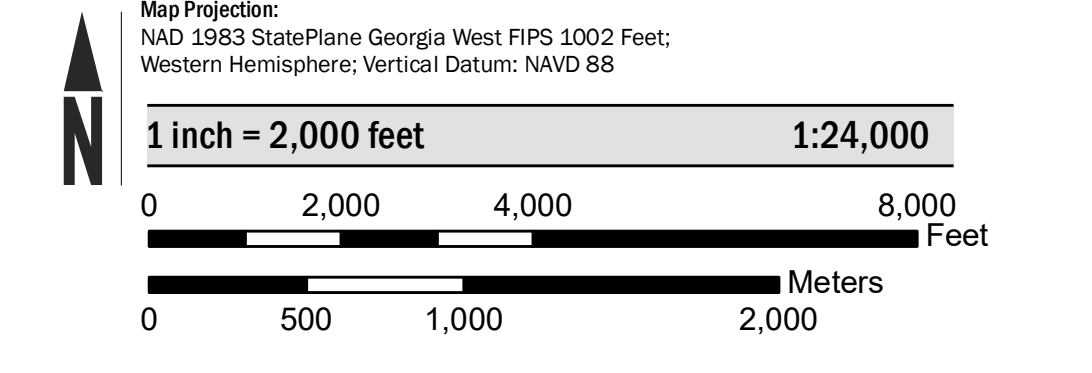 Map Projection:
NAD 1983 StatePlane Georgia West FIPS 1002 Feet;
Western Hemisphere; Vertical Datum: NAVD 88
N
1 inch = 2,000 feet 1:24,000
0 2,000 4,000 8,000
Feet
Meters
0 500 1,000 2,000